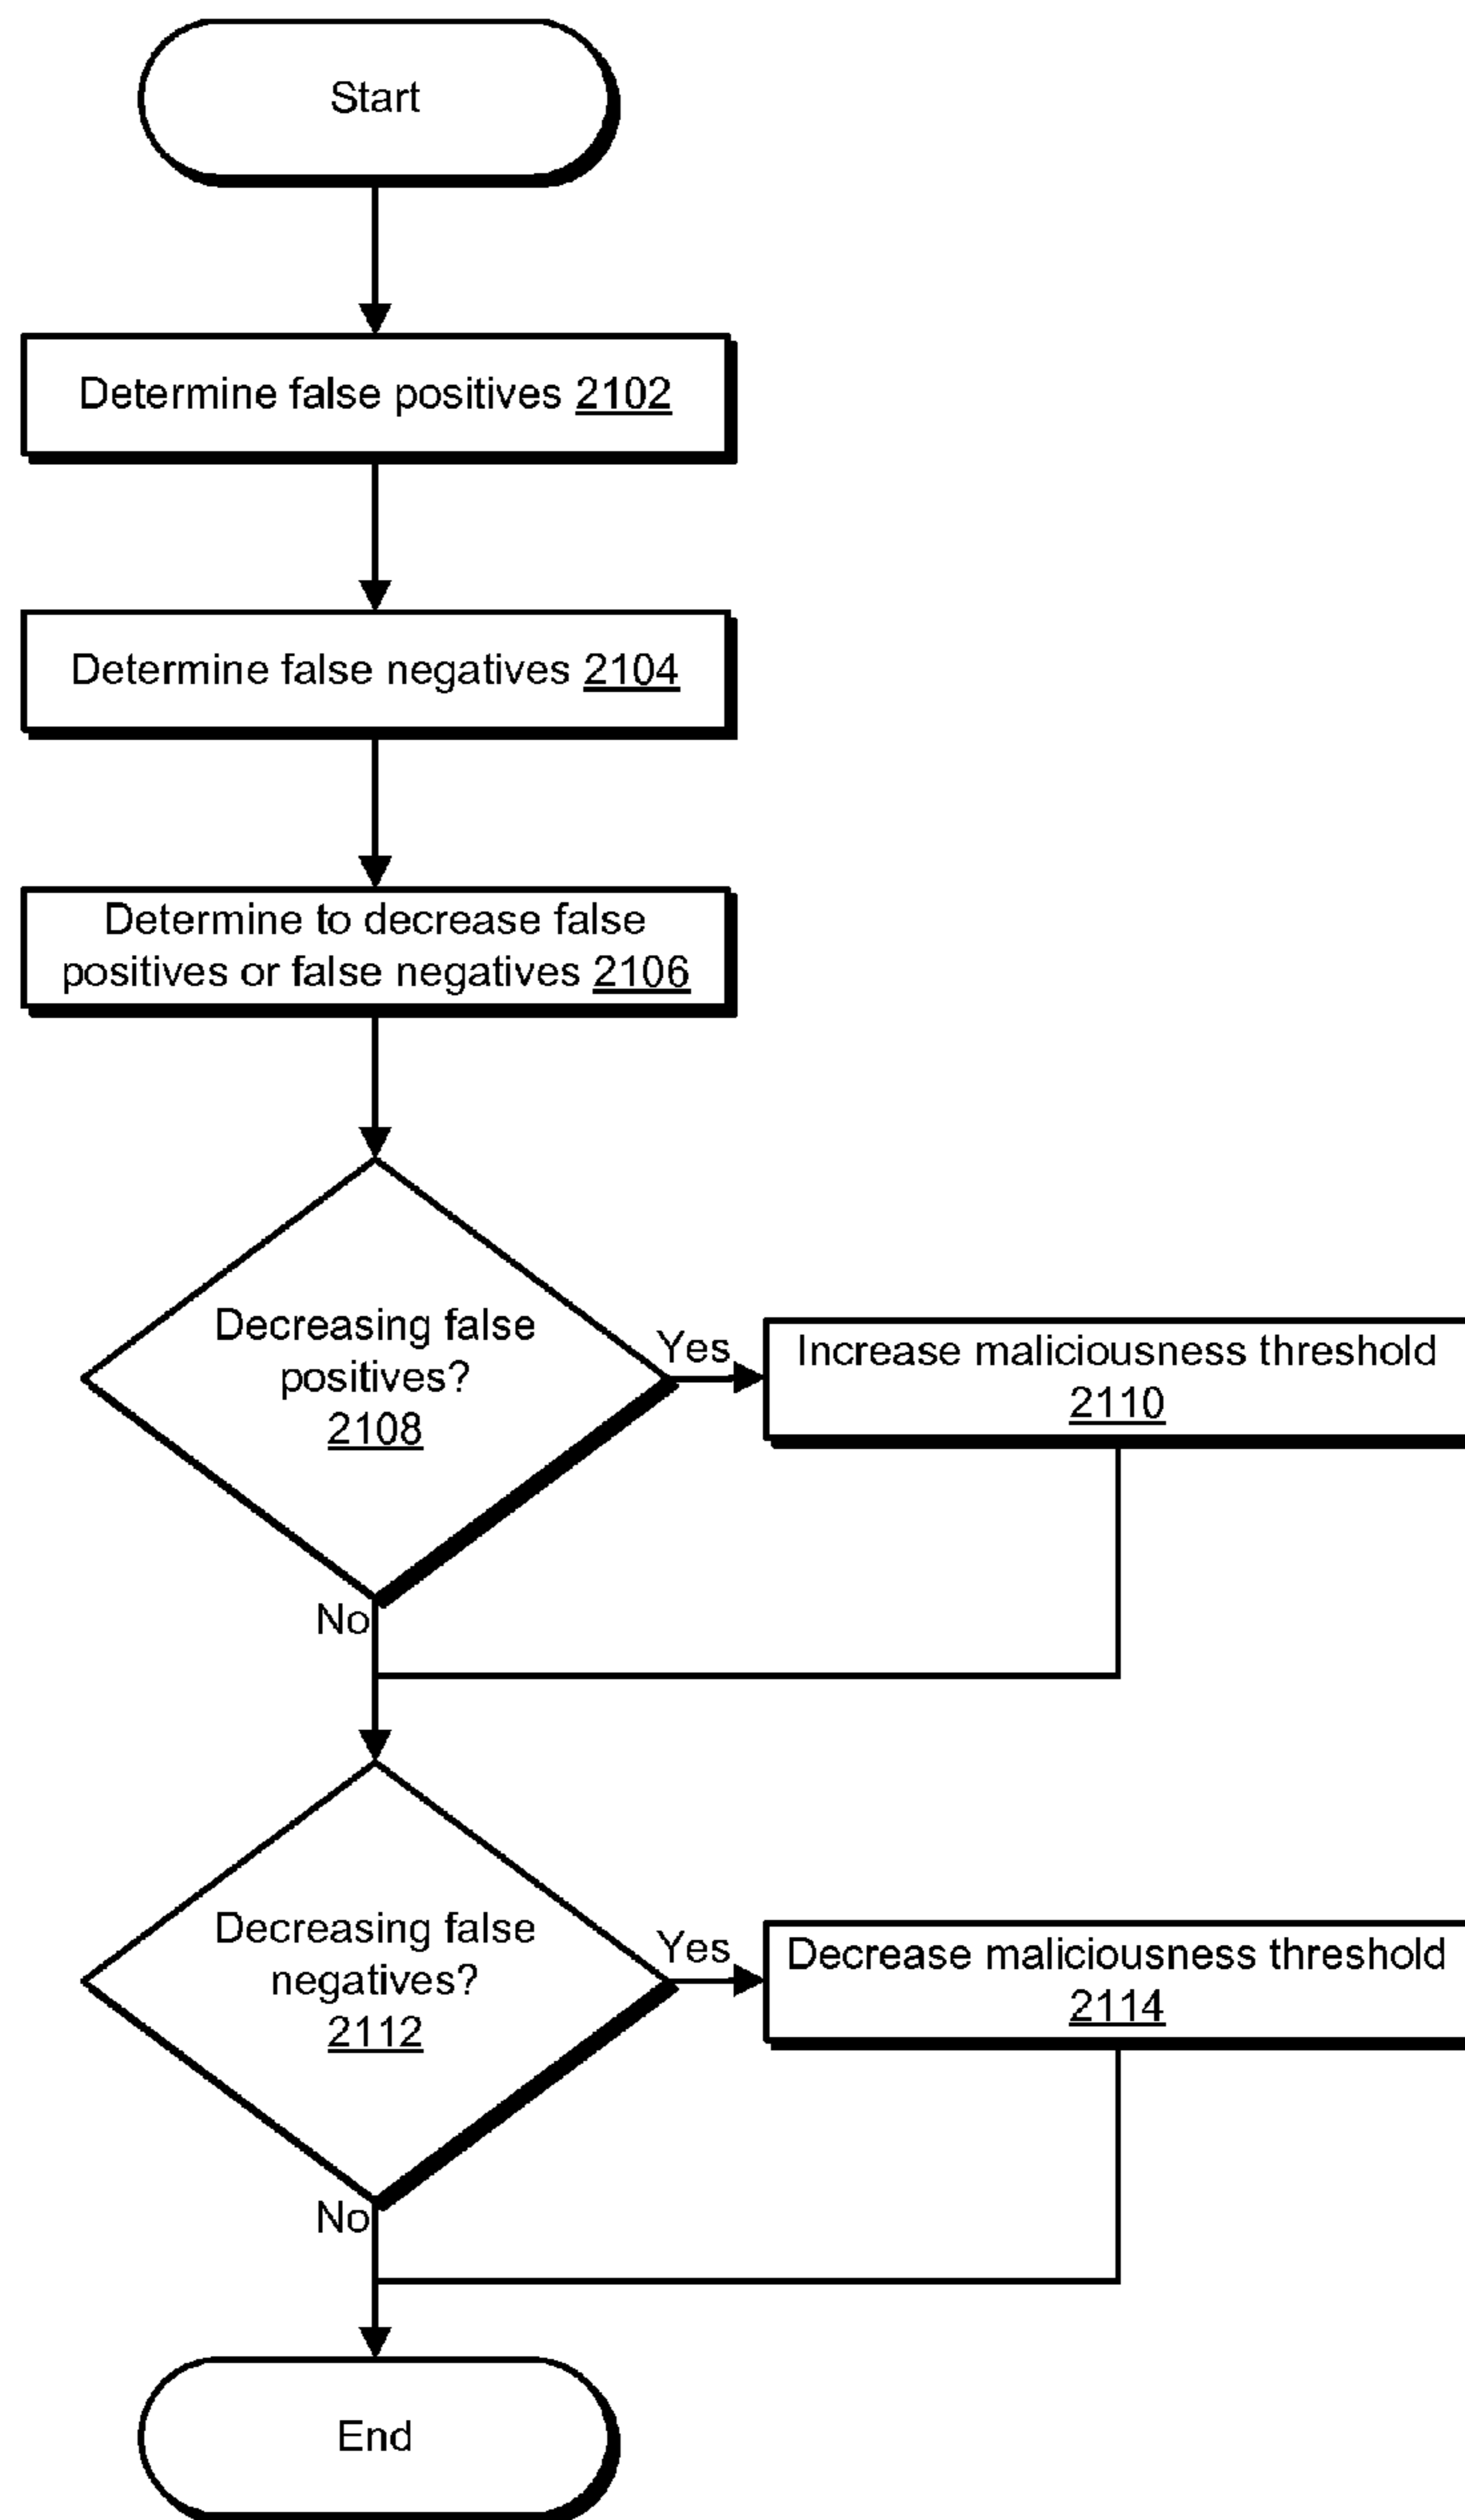 Start
Determine false positives 2102
Determine false negatives 2104
Determine to decrease false
positives or false negatives 2106
Decreasing false
positives?
2108
Yes
Increase maliciousness threshold
2110
No
Decreasing false
negatives?
2112
Yes
Decrease maliciousness threshold
2114
No
End